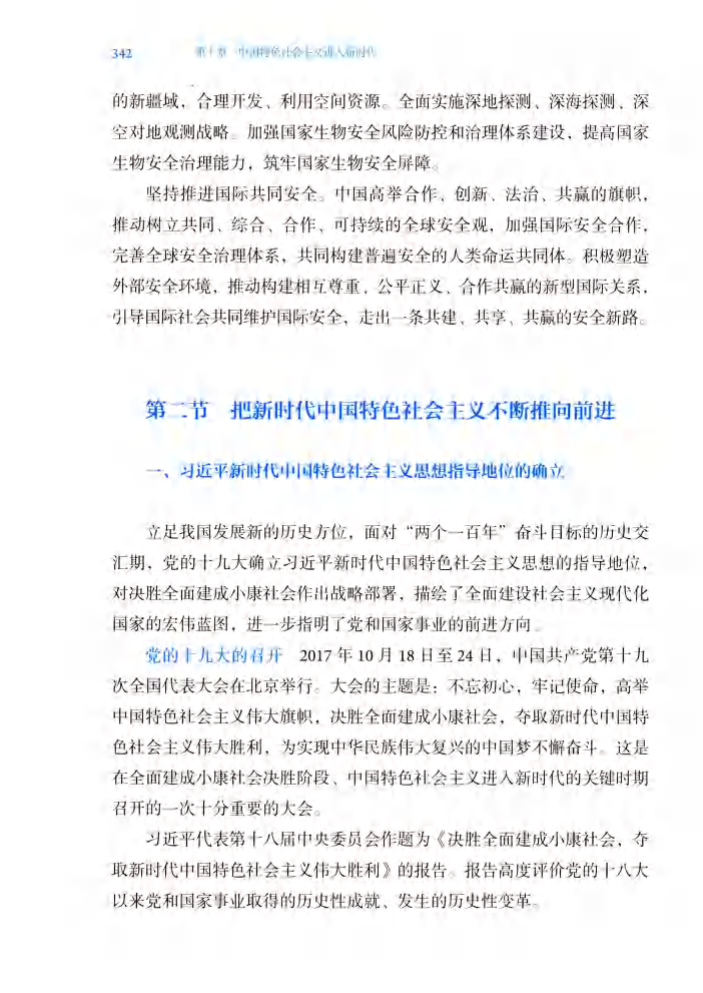 342 第十章 中国特色社会主义进入新时代
的新疆域，合理开发、利用空间资源。全面实施深地探测、深海探测、深
空对地观测战略。加强国家生物安全风险防控和治理体系建设，提高国家
生物安全治理能力，筑牢国家生物安全屏障。
坚持推进国际共同安全。中国高举合作、创新、法治、共赢的旗帜，
推动树立共同、综合、合作、可持续的全球安全观，加强国际安全合作，
完善全球安全治理体系，共同构建普遍安全的人类命运共同体。积极塑造
外部安全环境，推动构建相互尊重、公平正义、合作共赢的新型国际关系，
引导国际社会共同维护国际安全，走出一条共建、共享、共赢的安全新路。
第二节 把新时代中国特色社会主义不断推向前进
一、习近平新时代中国特色社会主义思想指导地位的确立
立足我国发展新的历史方位，面对“两个一百年”奋斗目标的历史交
汇期，党的十九大确立习近平新时代中国特色社会主义思想的指导地位，
对决胜全面建成小康社会作出战略部署，描绘了全面建设社会主义现代化
国家的宏伟蓝图，进一步指明了党和国家事业的前进方向。
党的十九大的召开 2017 年 10 月 18 日至 24 日，中国共产党第十九
次全国代表大会在北京举行。大会的主题是：不忘初心，牢记使命，高举
中国特色社会主义伟大旗帜，决胜全面建成小康社会，夺取新时代中国特
色社会主义伟大胜利，为实现中华民族伟大复兴的中国梦不懈奋斗。这是
在全面建成小康社会决胜阶段、中国特色社会主义进入新时代的关键时期
召开的一次十分重要的大会。
习近平代表第十八届中央委员会作题为《决胜全面建成小康社会，夺
取新时代中国特色社会主义伟大胜利》的报告。报告高度评价党的十八大
以来党和国家事业取得的历史性成就、发生的历史性变革。